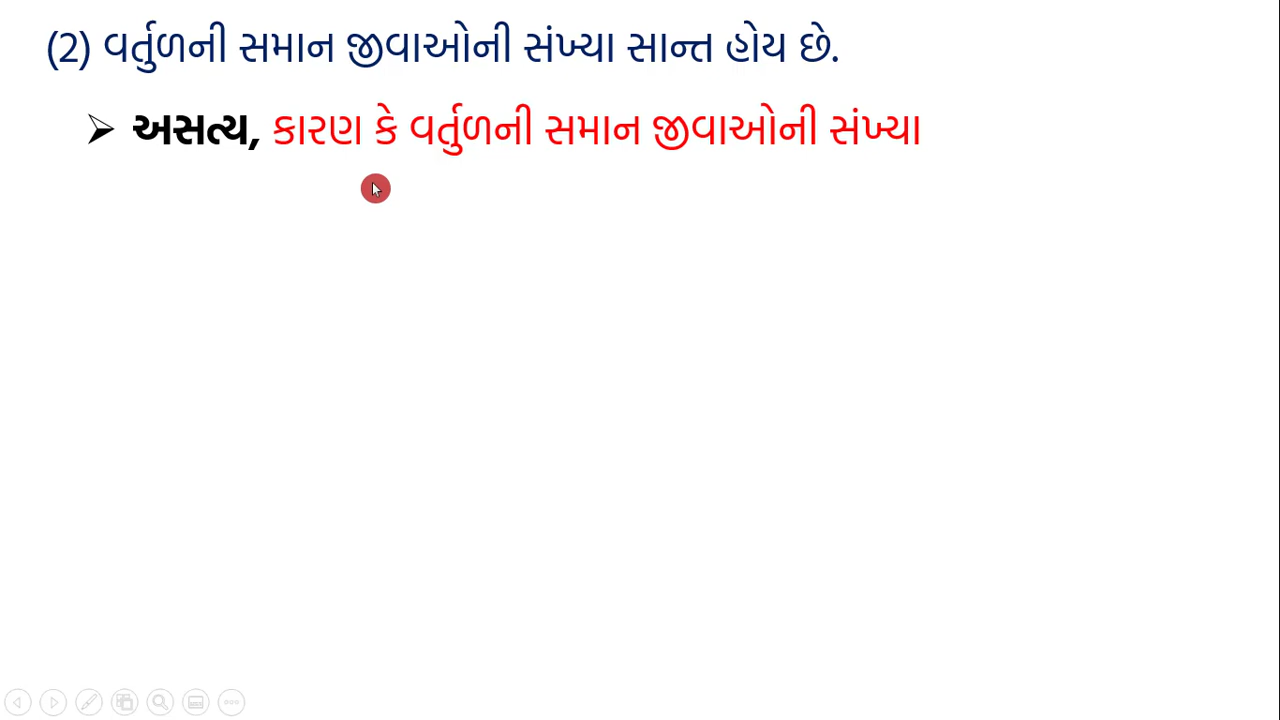 (2) વર્તુળની સમાન જીવાઓની સંખ્યા સાન્ત હોય છે.
➢ અસત્ય, કારણ કે વર્તુળની સમાન જીવાઓની સંખ્યા